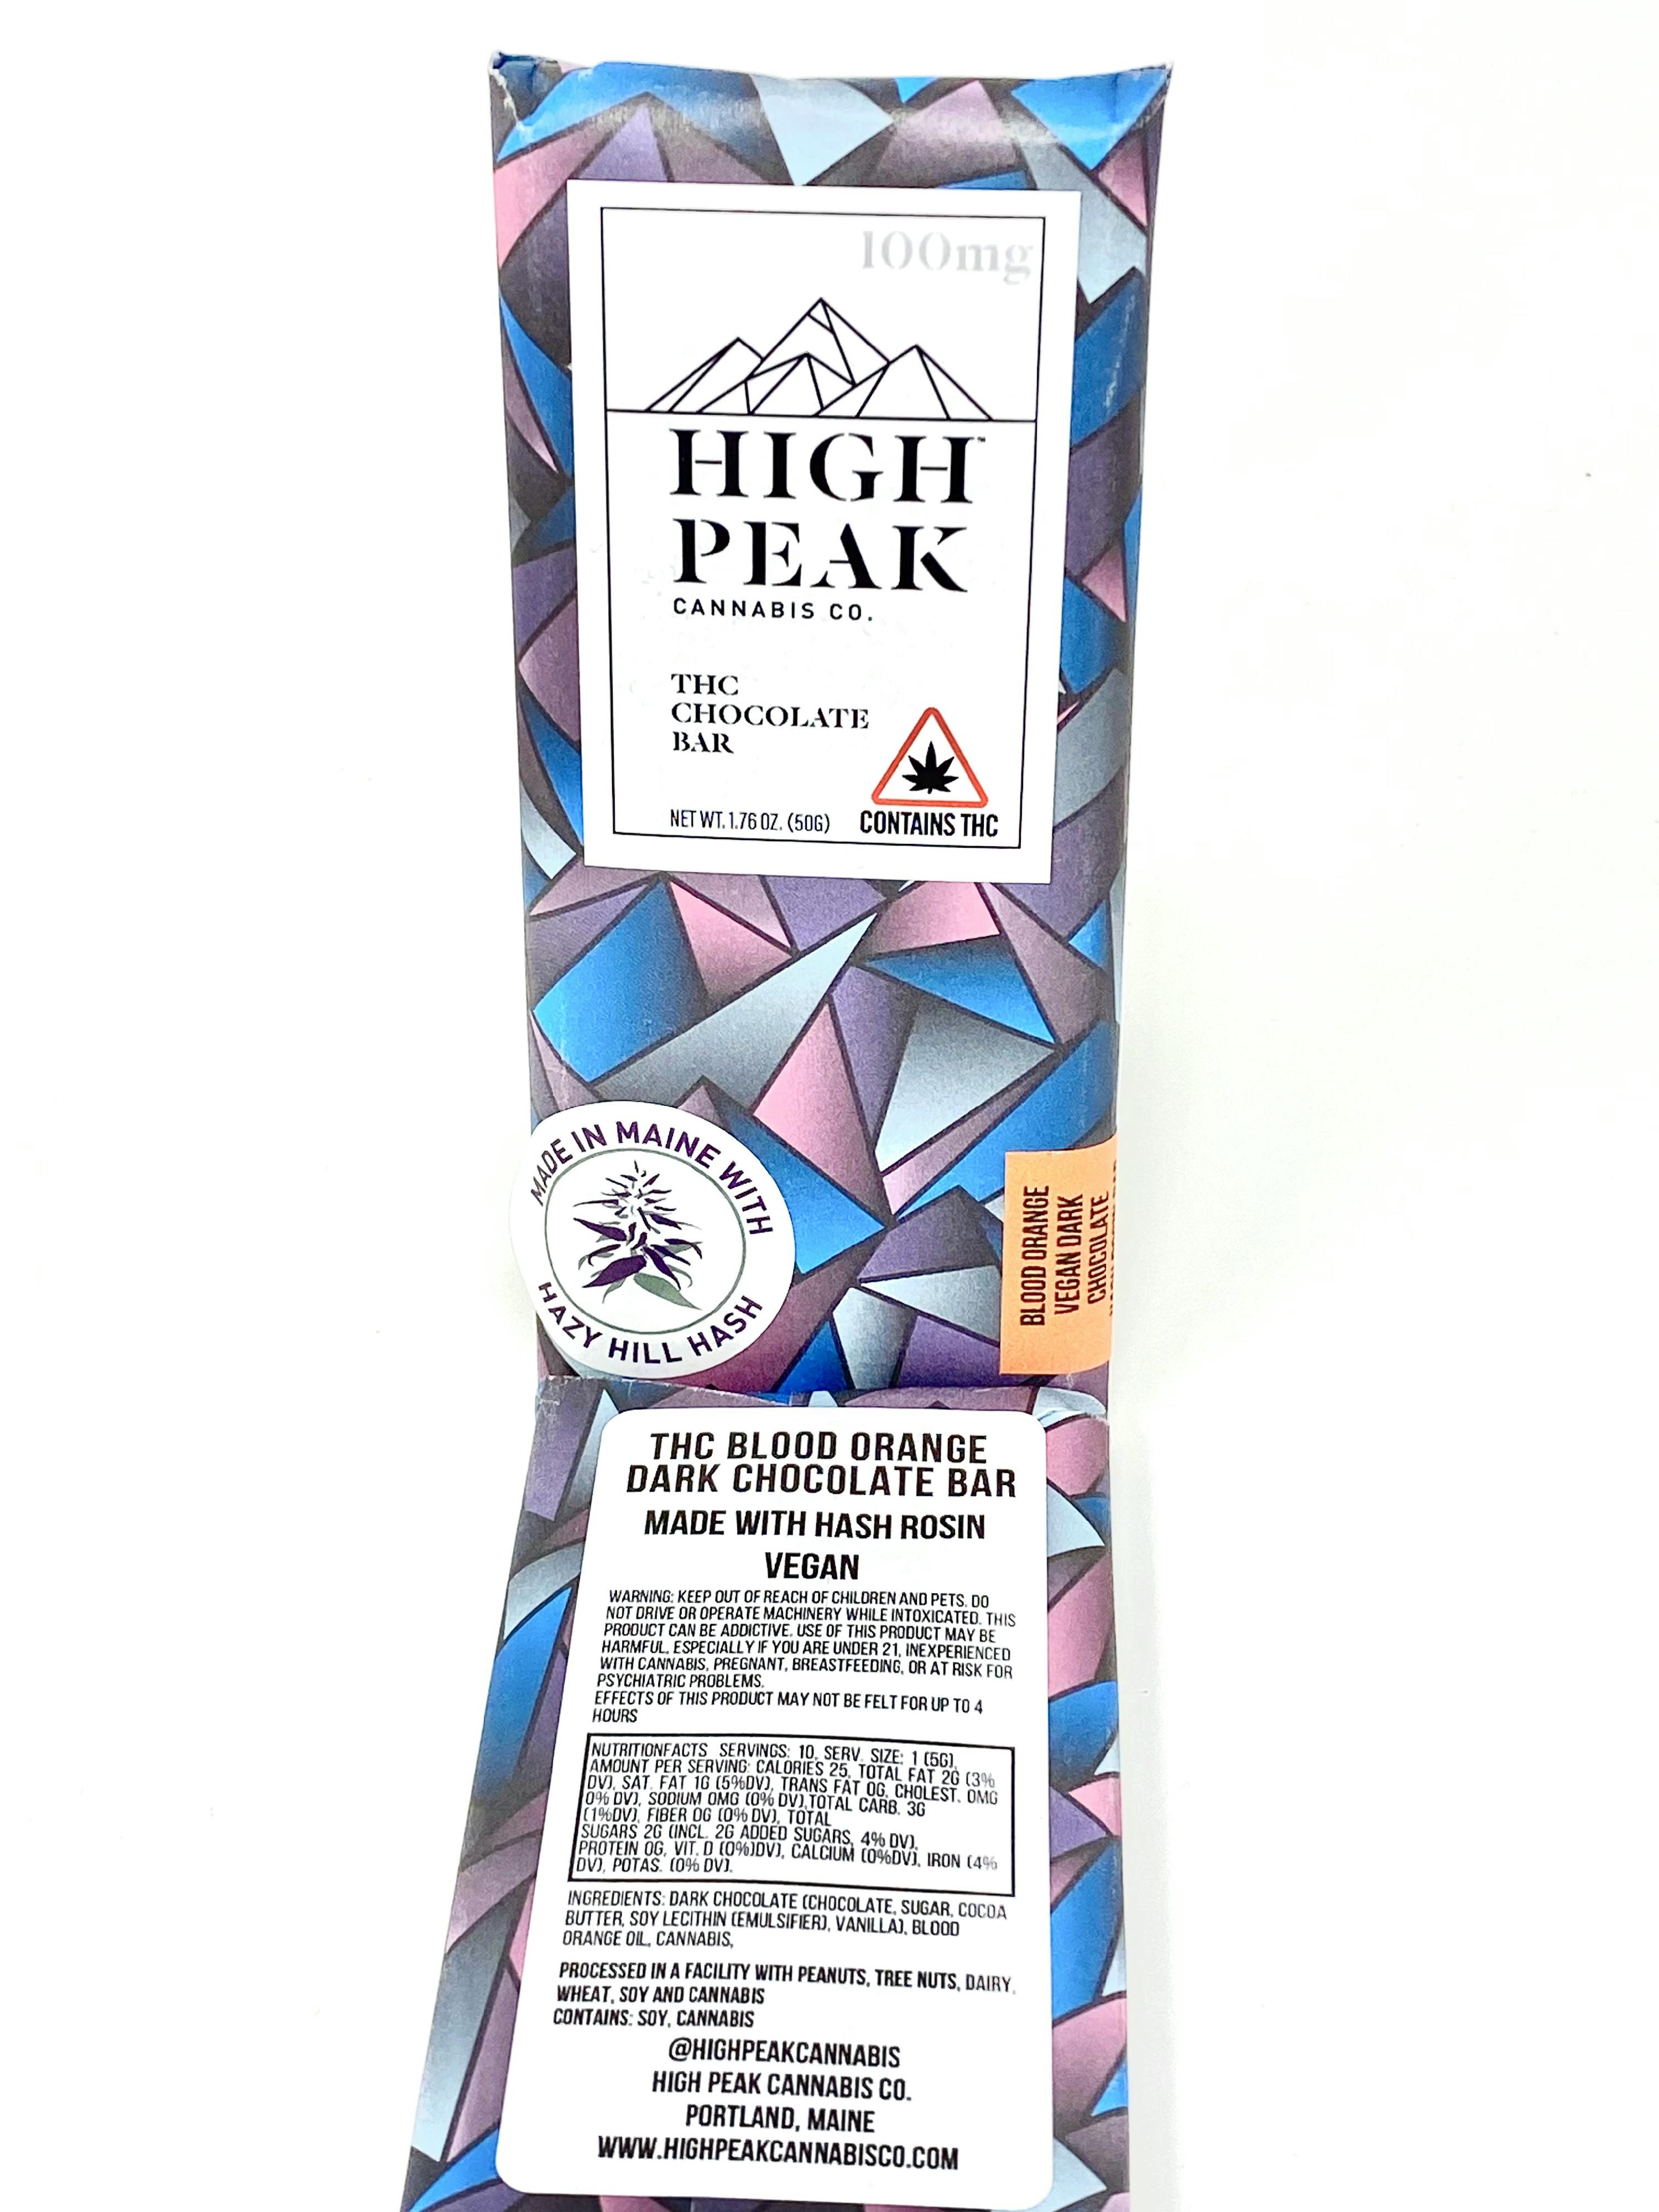 100mg
HIGH™
PEAK
CANNABIS CO.
THC
CHOCOLATE
BAR
NET WT. 1.76 OZ. (50G)
CONTAINS THC
MADE IN MAINE WITH
HAZY HILL HASH
BLOOD ORANGE
VEGAN DARK
CHOCOLATE
THC BLOOD ORANGE
DARK CHOCOLATE BAR
MADE WITH HASH ROSIN
VEGAN
WARNING: KEEP OUT OF REACH OF CHILDREN AND PETS. DO
NOT DRIVE OR OPERATE MACHINERY WHILE INTOXICATED. THIS
PRODUCT CAN BE ADDICTIVE. USE OF THIS PRODUCT MAY BE
HARMFUL, ESPECIALLY IF YOU ARE UNDER 21, INEXPERIENCED
WITH CANNABIS, PREGNANT, BREASTFEEDING, OR AT RISK FOR
PSYCHIATRIC PROBLEMS.
EFFECTS OF THIS PRODUCT MAY NOT BE FELT FOR UP TO 4
HOURS
NUTRITIONFACTS SERVINGS: 10, SERV. SIZE: 1 (5G),
AMOUNT PER SERVING: CALORIES 25, TOTAL FAT 2G (3%
DV), SAT. FAT 1G (5%DV), TRANS FAT 0G, CHOLEST. 0MG
0% DV), SODIUM 0MG (0% DV),TOTAL CARB. 3G
(1%DV), FIBER 0G (0% DV), TOTAL
SUGARS 2G (INCL. 2G ADDED SUGARS, 4% DV),
PROTEIN 0G, VIT. D (0%)DV), CALCIUM (0%DV), IRON (4%
DV), POTAS. (0% DV).
INGREDIENTS: DARK CHOCOLATE (CHOCOLATE, SUGAR, COCOA
BUTTER, SOY LECITHIN (EMULSIFIER), VANILLA), BLOOD
ORANGE OIL, CANNABIS,
PROCESSED IN A FACILITY WITH PEANUTS, TREE NUTS, DAIRY,
WHEAT, SOY AND CANNABIS
CONTAINS: SOY, CANNABIS
@HIGHPEAKCANNABIS
HIGH PEAK CANNABIS CO.
PORTLAND, MAINE
WWW.HIGHPEAKCANNABISCO.COM